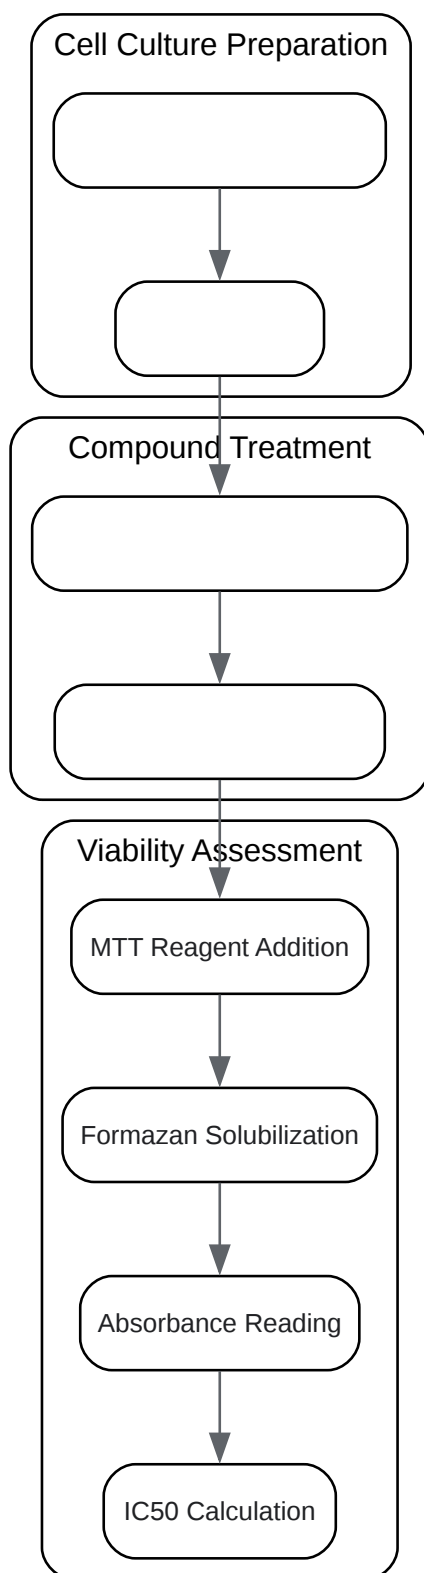 Cell Culture Preparation
Compound Treatment
Viability Assessment
MTT Reagent Addition
Formazan Solubilization
Absorbance Reading
IC50 Calculation